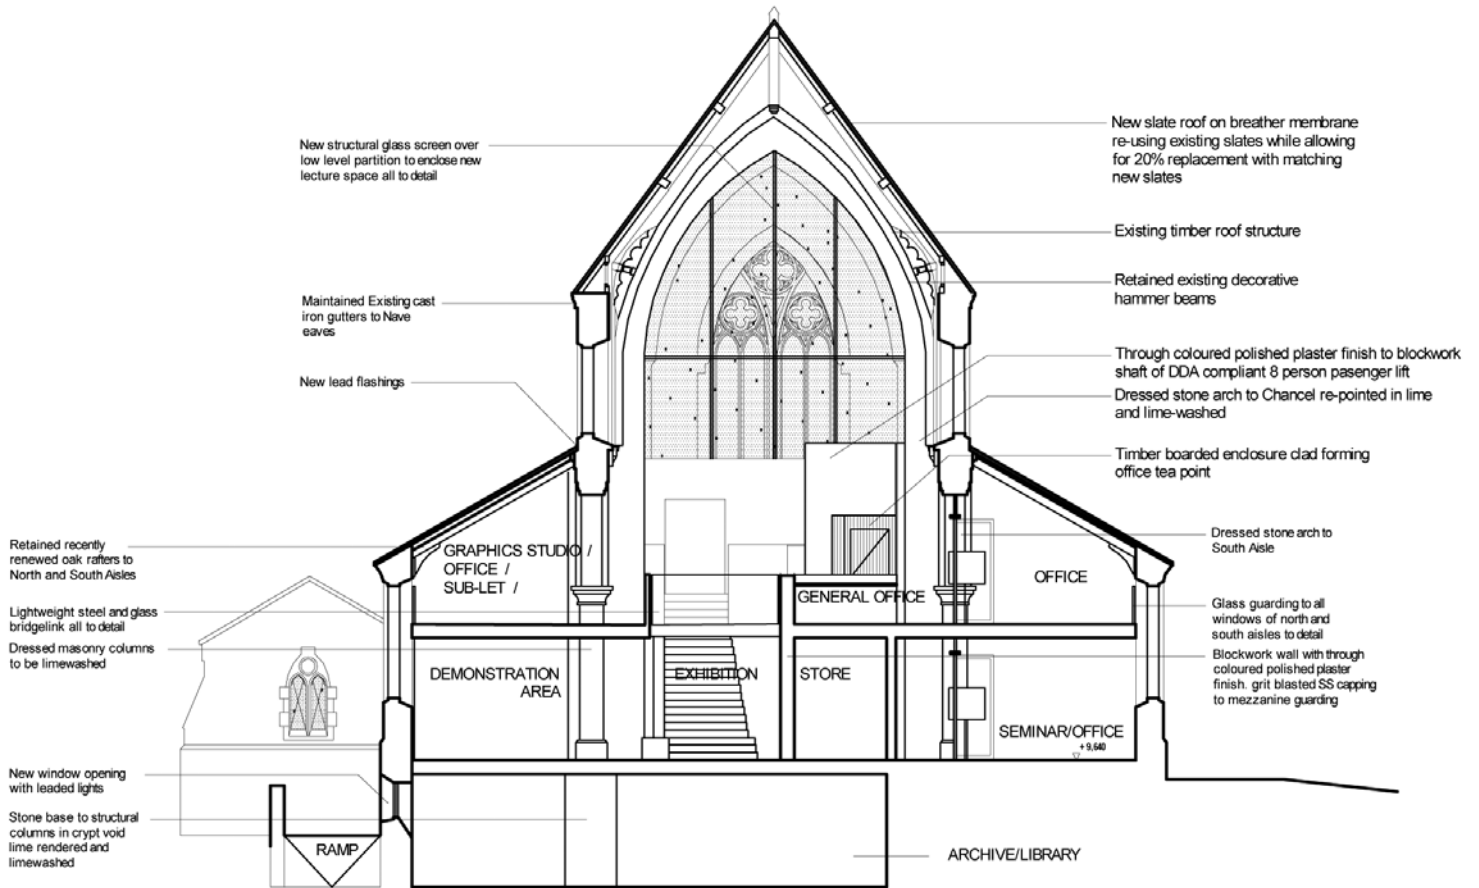 New structural glass screen over
low level partition to enclose new
lecture space all to detail
Maintained Existing cast
iron gutters to Nave
eaves
New lead flashings
Retained recently
renewed oak rafters to
North and South Aisles
Lightweight steel and glass
bridgelink all to detail
Dressed masonry columns
to be limewashed
New window opening
with leaded lights
Stone base to structural
columns in crypt void
lime rendered and
limewashed
GRAPHICS STUDIO /
OFFICE /
SUB-LET /
DEMONSTRATION
AREA
EXHIBITION
STORE
GENERAL OFFICE
OFFICE
SEMINAR/OFFICE
+ 9,640
RAMP
ARCHIVE/LIBRARY
New slate roof on breather membrane
re-using existing slates while allowing
for 20% replacement with matching
new slates
Existing timber roof structure
Retained existing decorative
hammer beams
Through coloured polished plaster finish to blockwork
shaft of DDA compliant 8 person pasenger lift
Dressed stone arch to Chancel re-pointed in lime
and lime-washed
Timber boarded enclosure clad forming
office tea point
Dressed stone arch to
South Aisle
Glass guarding to all
windows of north and
south aisles to detail
Blockwork wall with through
coloured polished plaster
finish. grit blasted SS capping
to mezzanine guarding